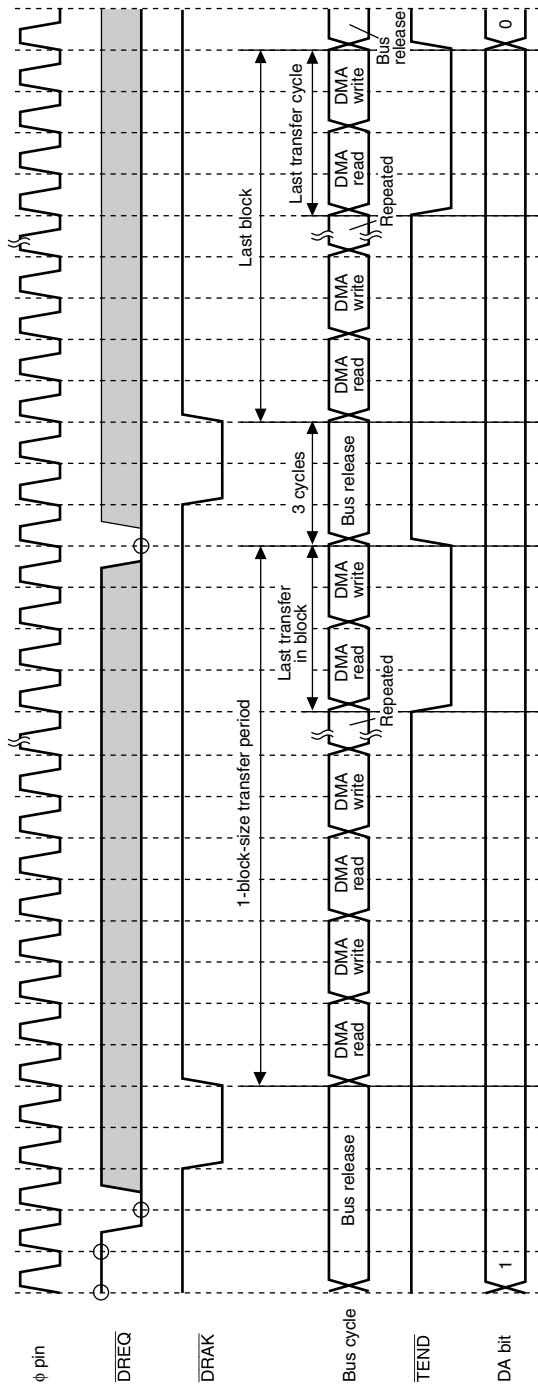 φ pin
DREQ
DRAK
1-block-size transfer period
Last transfer
in block
3 cycles
Last block
Last transfer cycle
Bus cycle
Bus release
DMA
read
DMA
write
DMA
read
DMA
write
Repeated
DMA
read
DMA
write
Bus release
DMA
read
DMA
write
Repeated
DMA
read
DMA
write
Bus
release
TEND
DA bit
1
0